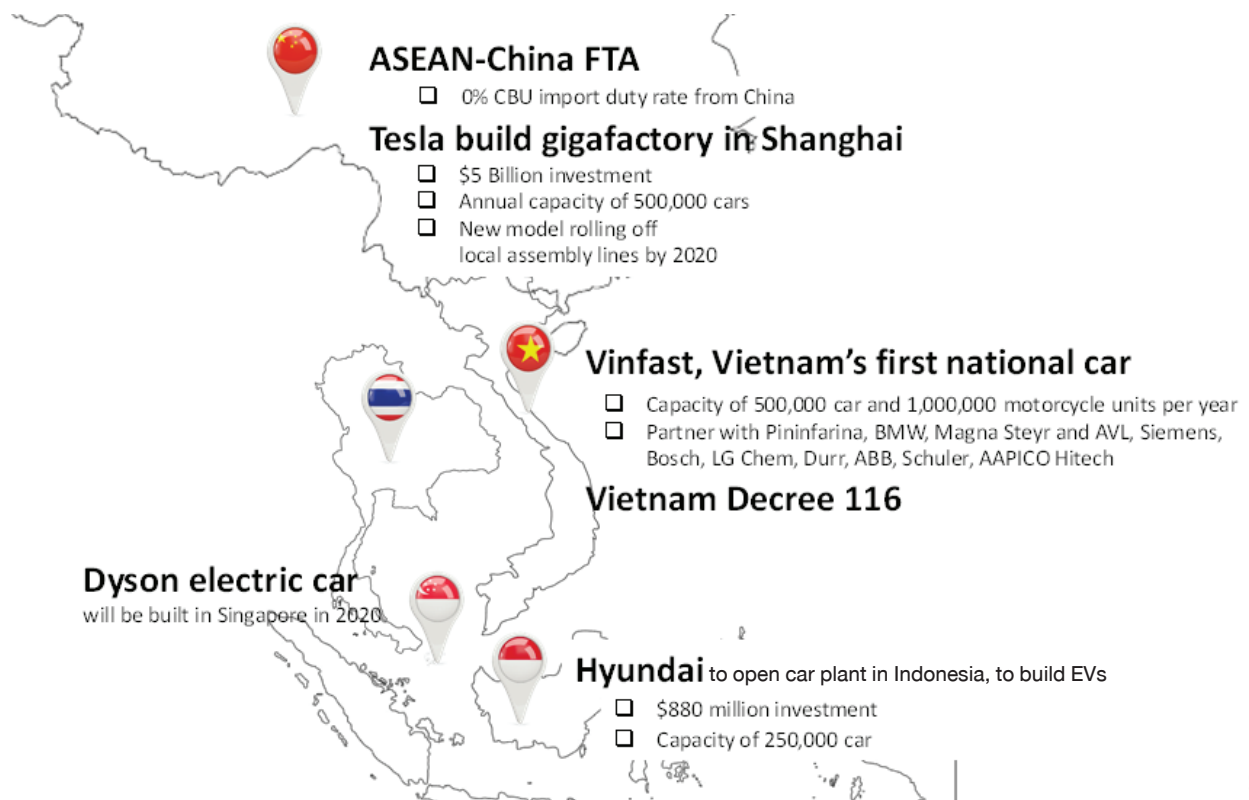 ASEAN-China FTA
0% CBU import duty rate from China
Tesla build gigafactory in Shanghai
$5 Billion investment
Annual capacity of 500,000 cars
New model rolling off
local assembly lines by 2020
Vinfast, Vietnam’s first national car
Capacity of 500,000 car and 1,000,000 motorcycle units per year
Partner with Pininfarina, BMW, Magna Steyr and AVL, Siemens,
Bosch, LG Chem, Durr, ABB, Schuler, AAPICO Hitech
Vietnam Decree 116
Dyson electric car
will be built in Singapore in 2020
Hyundai to open car plant in Indonesia, to build EVs
$880 million investment
Capacity of 250,000 car